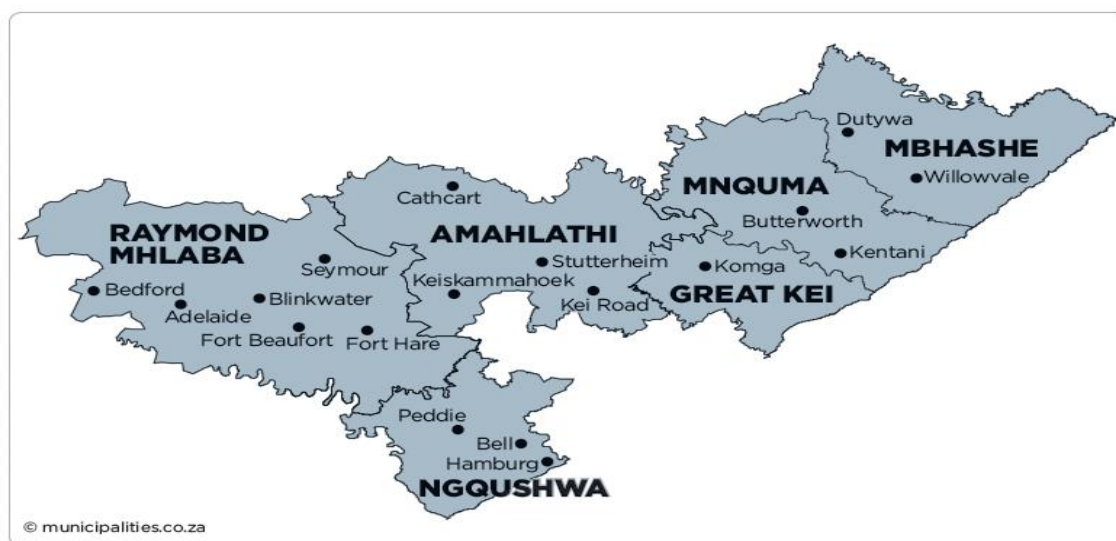 Dutywa
MBHASHE
Willowvale
MNQUMA
Butterworth
Kentani
Cathcart
AMAHLATHI
Stutterheim
Keiskammahoek
Kei Road
Komga
GREAT KEI
RAYMOND
MHLABA
Seymour
Bedford
Blinkwater
Adelaide
Fort Beaufort
Fort Hare
Peddie
Bell
Hamburg
NGQUSHWA
© municipalities.co.za